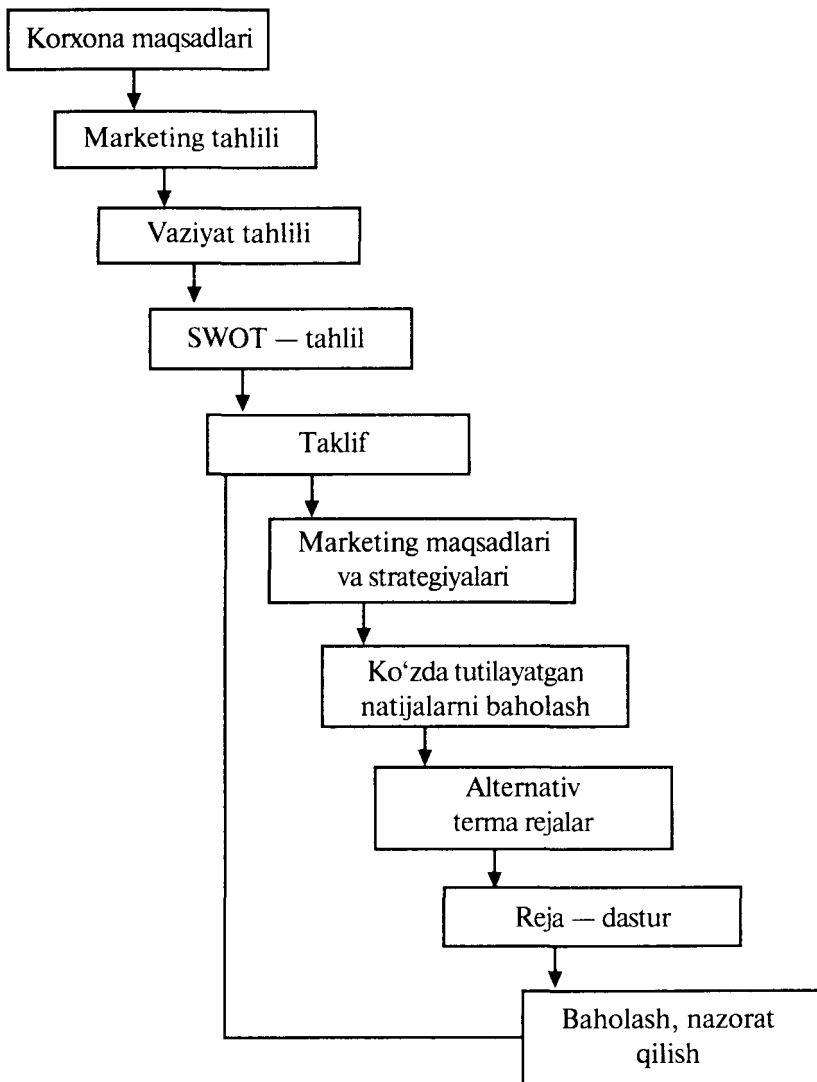 Korxona maqsadlari
Marketing tahlili
Vaziyat tahlili
SWOT — tahlil
Taklif
Marketing maqsadlari
va strategiyalari
Ko‘zda tutilayatgan
natijalarni baholash
Alternativ
terma rejalar
Reja — dastur
Baholash, nazorat
qilish